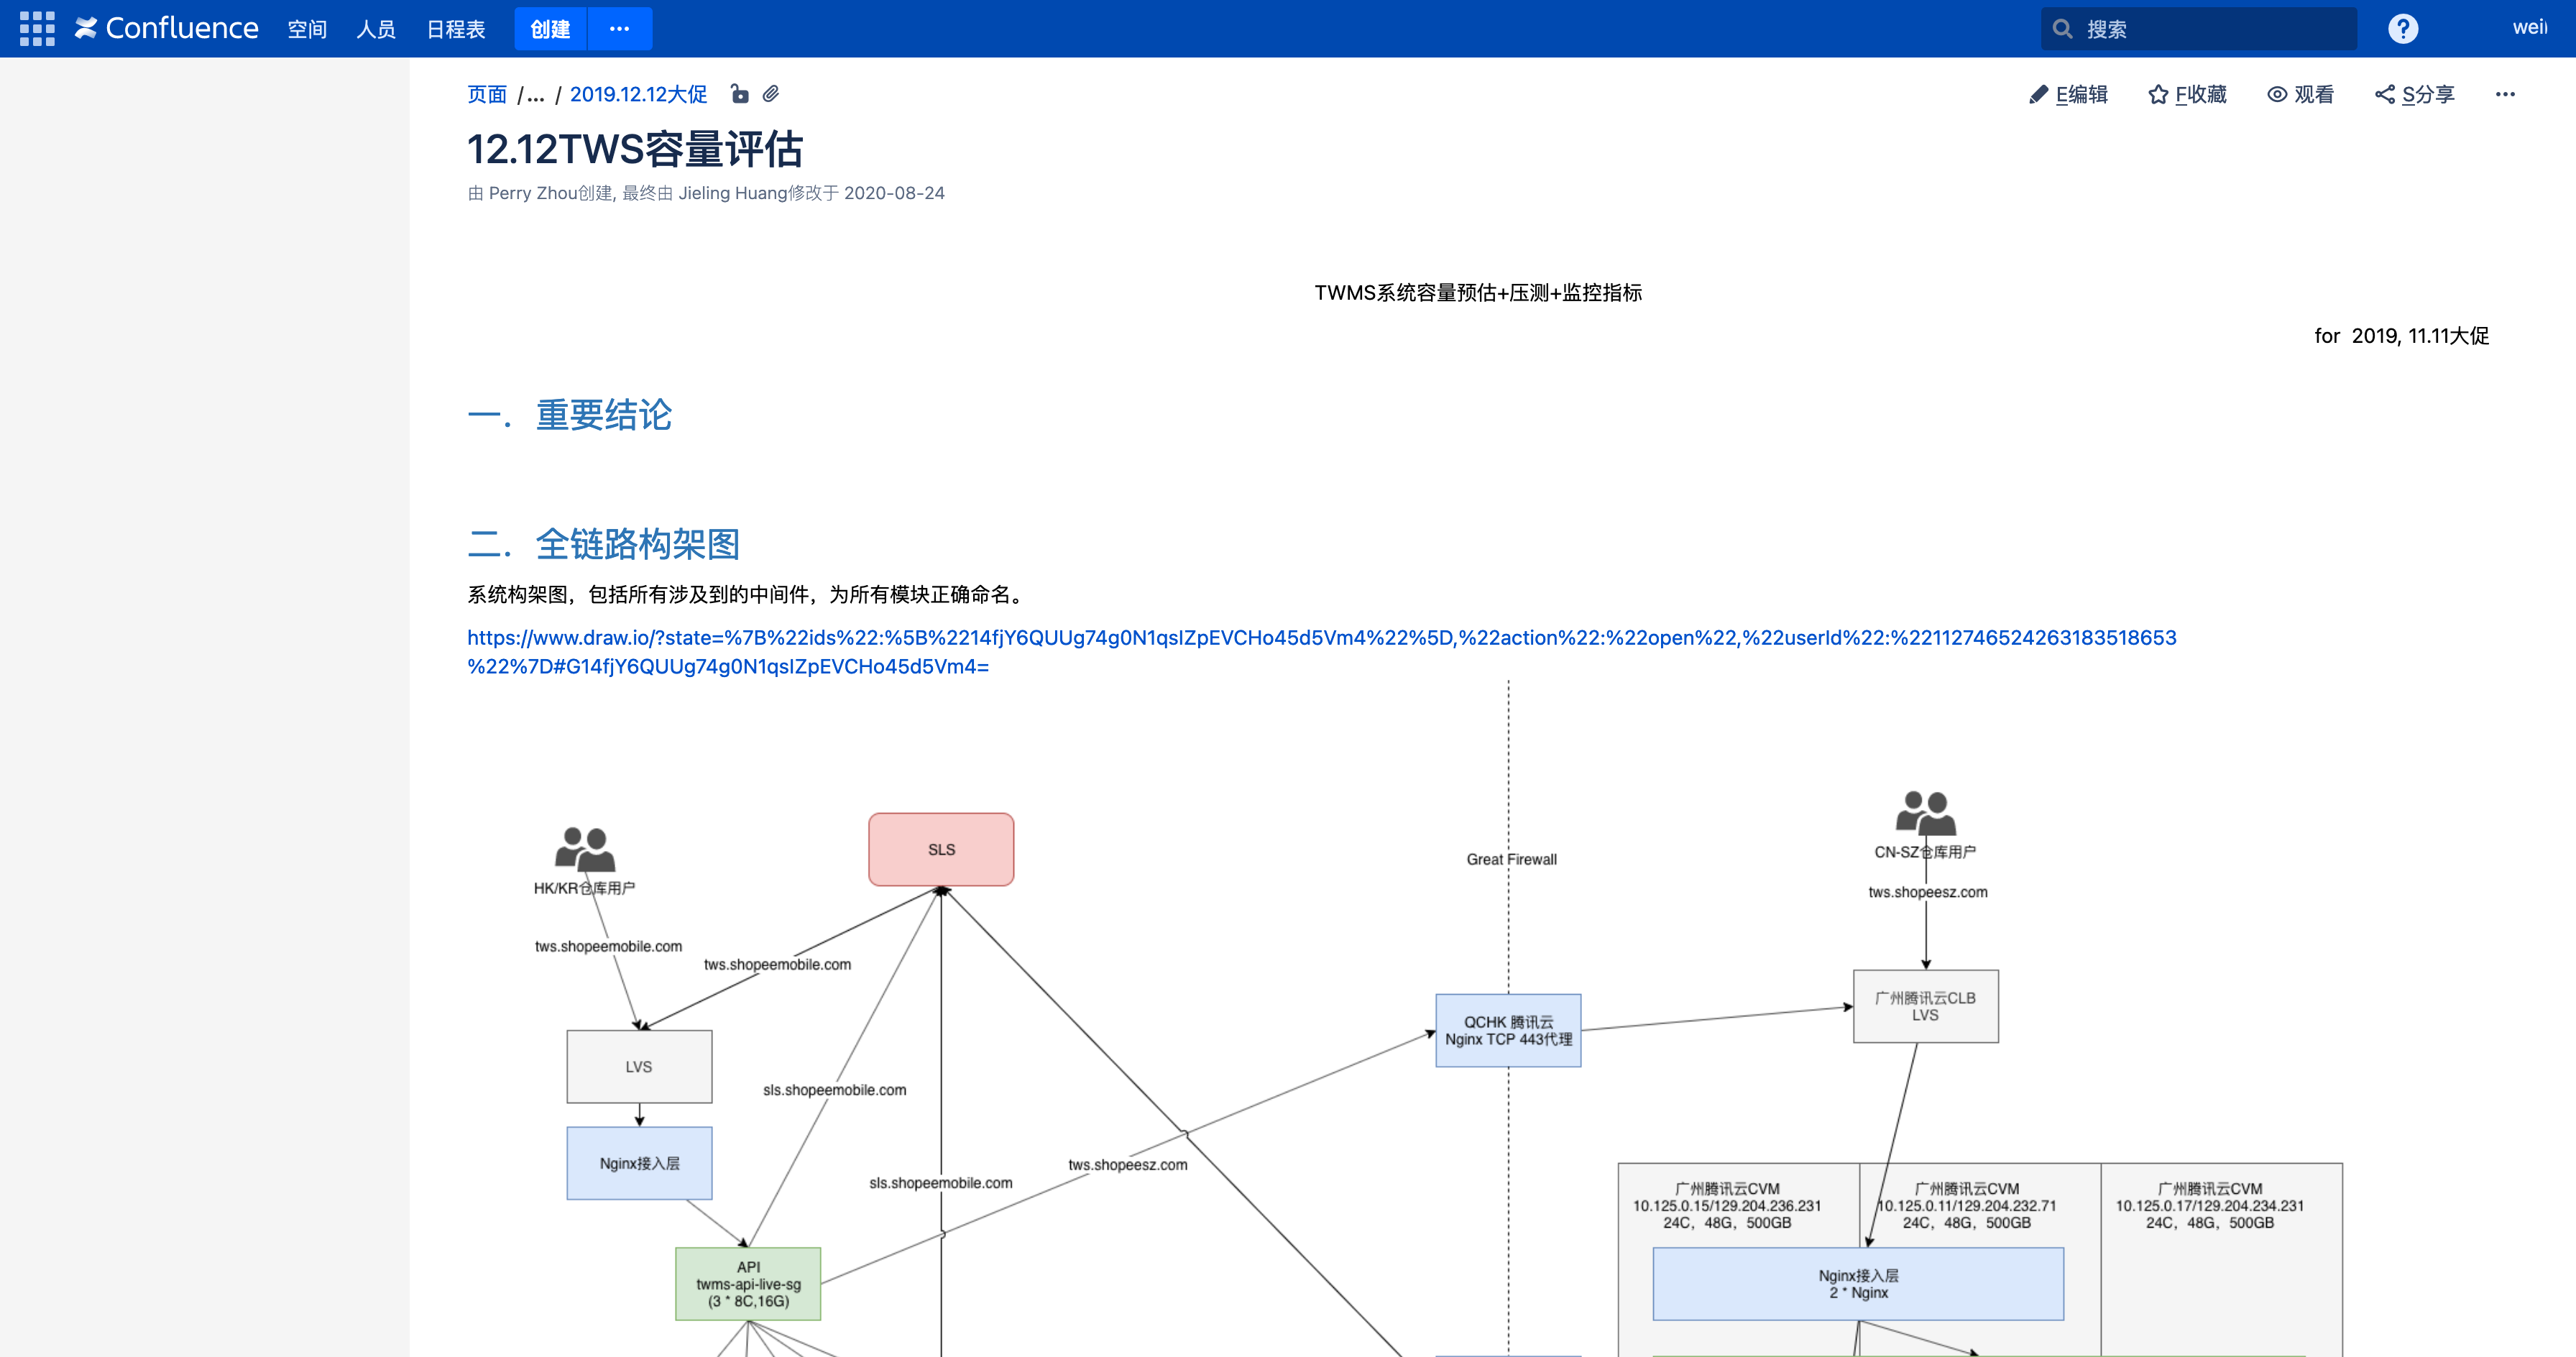 Confluence 空间 人员 日程表 创建 ··· 搜索 ? weil
页面 /... / 2019.12.12大促 E编辑 F收藏 观看 S分享 ···
12.12TWS容量评估
由 Perry Zhou创建, 最终由 Jieling Huang修改于 2020-08-24
TWMS系统容量预估+压测+监控指标
for 2019, 11.11大促
一. 重要结论
二. 全链路构架图
系统构架图，包括所有涉及到的中间件，为所有模块正确命名。
https://www.draw.io/?state=%7B%22ids%22:%5B%2214fjY6QUUg74g0N1qsIZpEVCHo45d5Vm4%22%5D,%22action%22:%22open%22,%22userId%22:%22112746524263183518653
%22%7D#G14fjY6QUUg74g0N1qsIZpEVCHo45d5Vm4=
HK/KR仓库用户
SLS
Great Firewall
CN-SZ仓库用户
tws.shopeesz.com
tws.shopeemobile.com
tws.shopeemobile.com
广州腾讯云CLB
LVS
QCHK 腾讯云
Nginx TCP 443代理
LVS
sls.shopeemobile.com
Nginx接入层
tws.shopeesz.com
sls.shopeemobile.com
广州腾讯云CVM
10.125.0.15/129.204.236.231
24C，48G，500GB
广州腾讯云CVM
10.125.0.11/129.204.232.71
24C，48G，500GB
广州腾讯云CVM
10.125.0.17/129.204.234.231
24C，48G，500GB
API
twms-api-live-sg
(3 * 8C,16G)
Nginx接入层
2 * Nginx